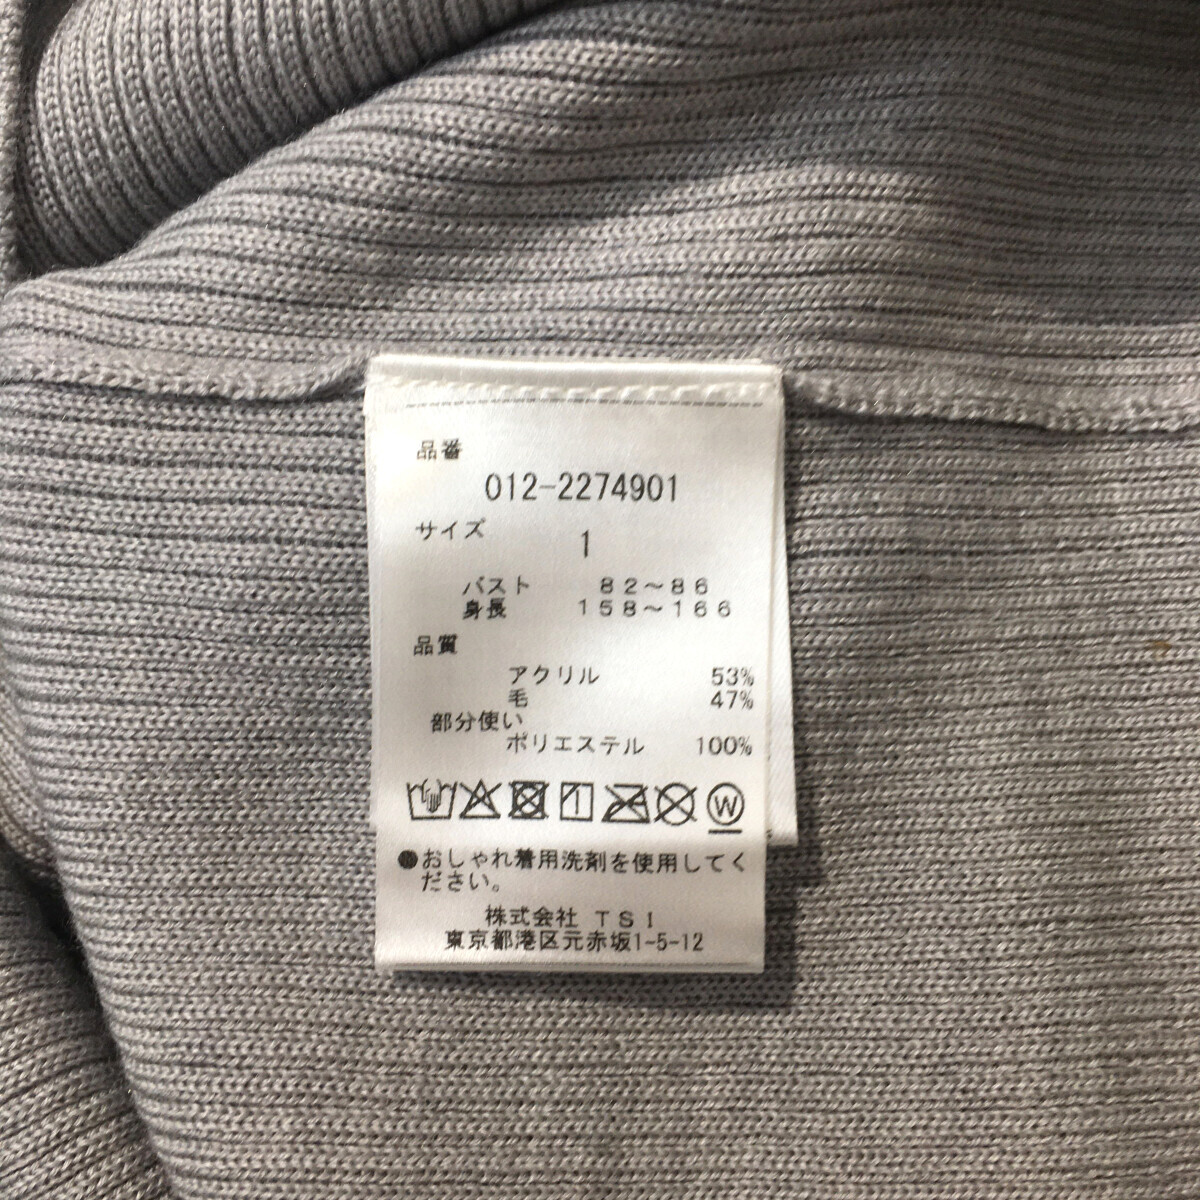 品番
012-2274901
サイズ
1
バスト 82～86
身長 158～166
品質
アクリル 53%
毛 47%
部分使い
ポリエステル 100%
W
●おしゃれ着用洗剤を使用してく
ださい。
株式会社 TSI
東京都港区元赤坂1-5-12